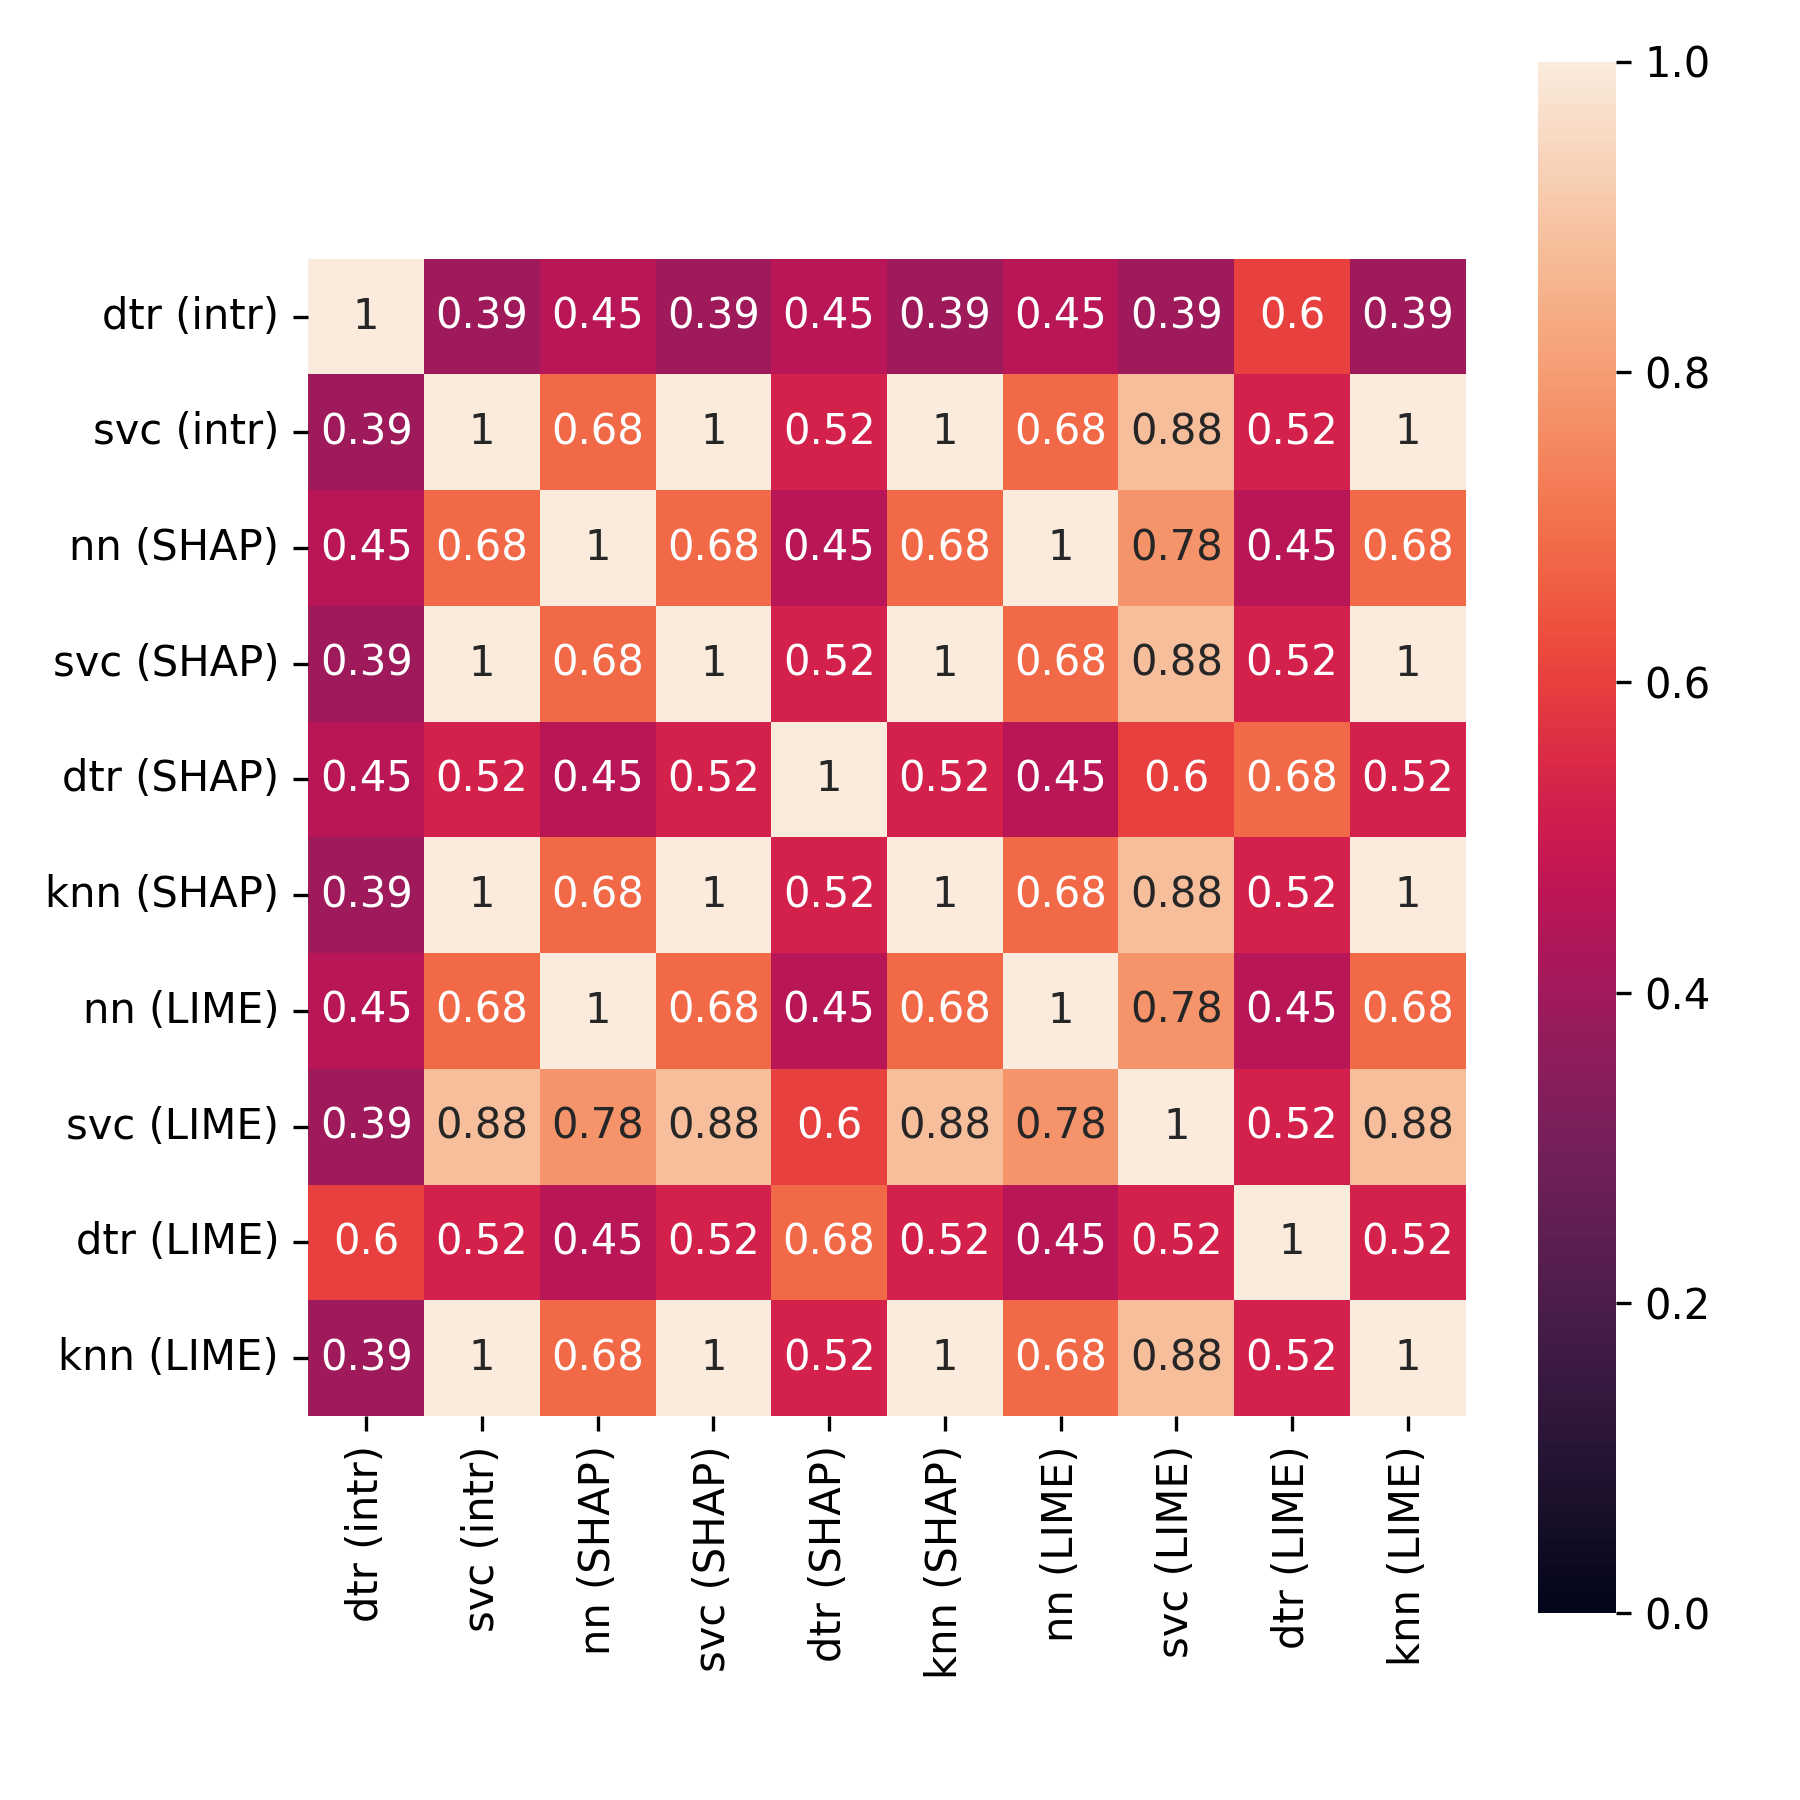 dtr (intr) 1 0.39 0.45 0.39 0.45 0.39 0.45 0.39 0.6 0.39
svc (intr) 0.39 1 0.68 1 0.52 1 0.68 0.88 0.52 1
nn (SHAP) 0.45 0.68 1 0.68 0.45 0.68 1 0.78 0.45 0.68
svc (SHAP) 0.39 1 0.68 1 0.52 1 0.68 0.88 0.52 1
dtr (SHAP) 0.45 0.52 0.45 0.52 1 0.52 0.45 0.6 0.68 0.52
knn (SHAP) 0.39 1 0.68 1 0.52 1 0.68 0.88 0.52 1
nn (LIME) 0.45 0.68 1 0.68 0.45 0.68 1 0.78 0.45 0.68
svc (LIME) 0.39 0.88 0.78 0.88 0.6 0.88 0.78 1 0.52 0.88
dtr (LIME) 0.6 0.52 0.45 0.52 0.68 0.52 0.45 0.52 1 0.52
knn (LIME) 0.39 1 0.68 1 0.52 1 0.68 0.88 0.52 1
dtr (intr)
svc (intr)
nn (SHAP)
svc (SHAP)
dtr (SHAP)
knn (SHAP)
nn (LIME)
svc (LIME)
dtr (LIME)
knn (LIME)
1.0
0.8
0.6
0.4
0.2
0.0